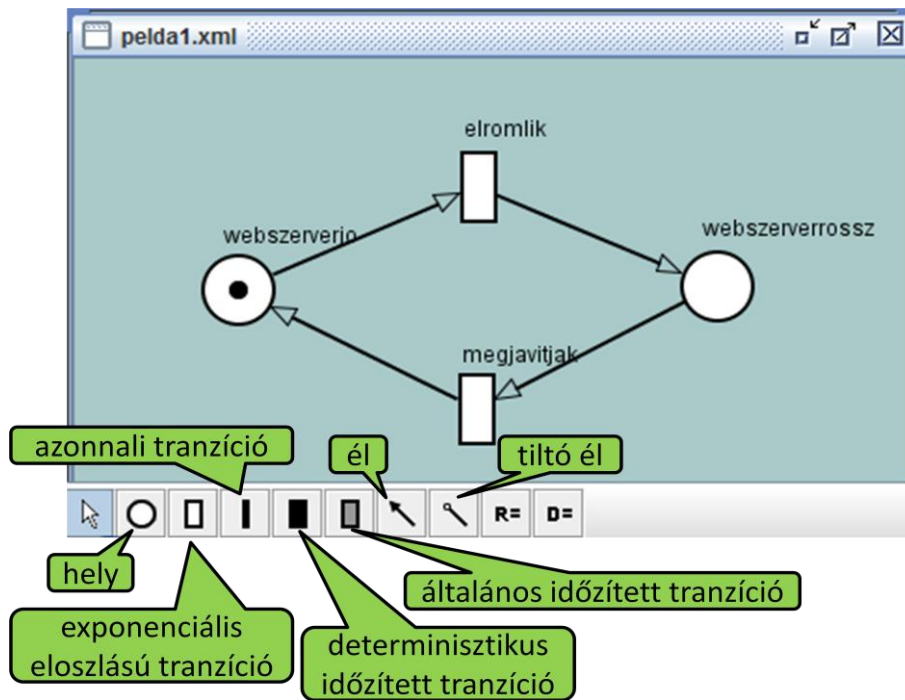 pelda1.xml
elromlik
webszerverjo
webszerverrossz
megjavitjak
azonnali tranzíció
él
tiltó él
R=
D=
hely
általános időzített tranzíció
exponenciális
eloszlású tranzíció
determinisztikus
időzített tranzíció